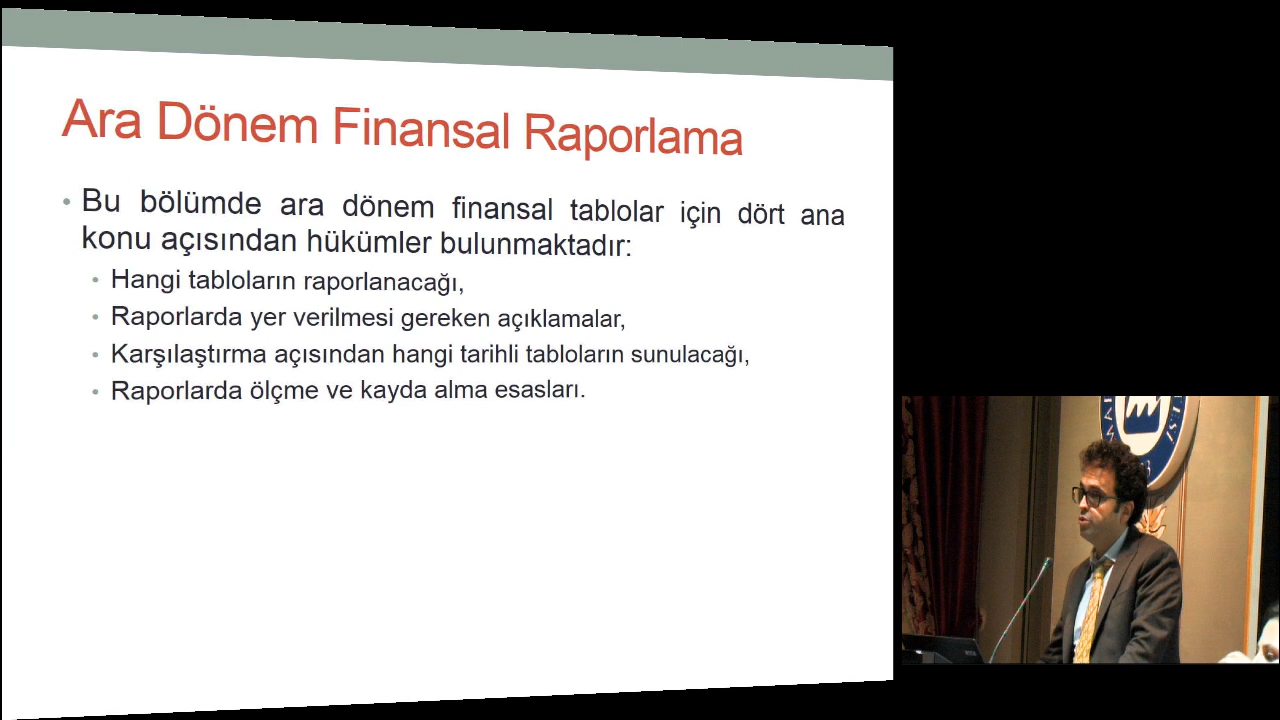 Ara Dönem Finansal Raporlama
• Bu bölümde ara dönem finansal tablolar için dört ana
konu açısından hükümler bulunmaktadır:
• Hangi tabloların raporlanacağı,
• Raporlarda yer verilmesi gereken açıklamalar,
• Karşılaştırma açısından hangi tarihli tabloların sunulacağı,
• Raporlarda ölçme ve kayda alma esasları.